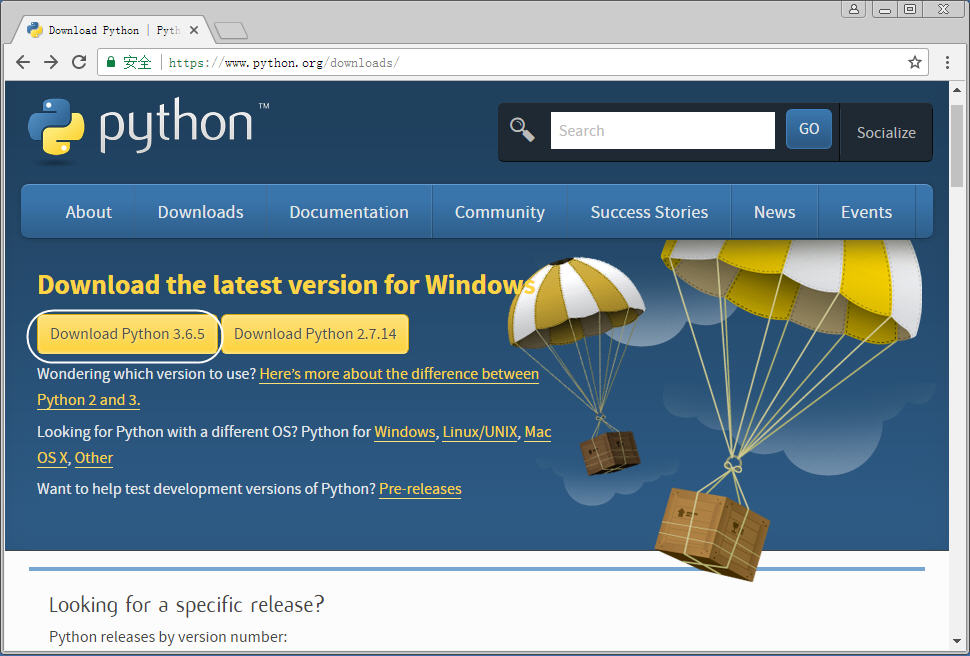 Download Python | Pyth
安全 https://www.python.org/downloads/
python™
Search
GO
Socialize
About Downloads Documentation Community Success Stories News Events
Download the latest version for Windows
Download Python 3.6.5 Download Python 2.7.14
Wondering which version to use? Here's more about the difference between
Python 2 and 3.
Looking for Python with a different OS? Python for Windows, Linux/UNIX, Mac
OS X, Other
Want to help test development versions of Python? Pre-releases
Looking for a specific release?
Python releases by version number: